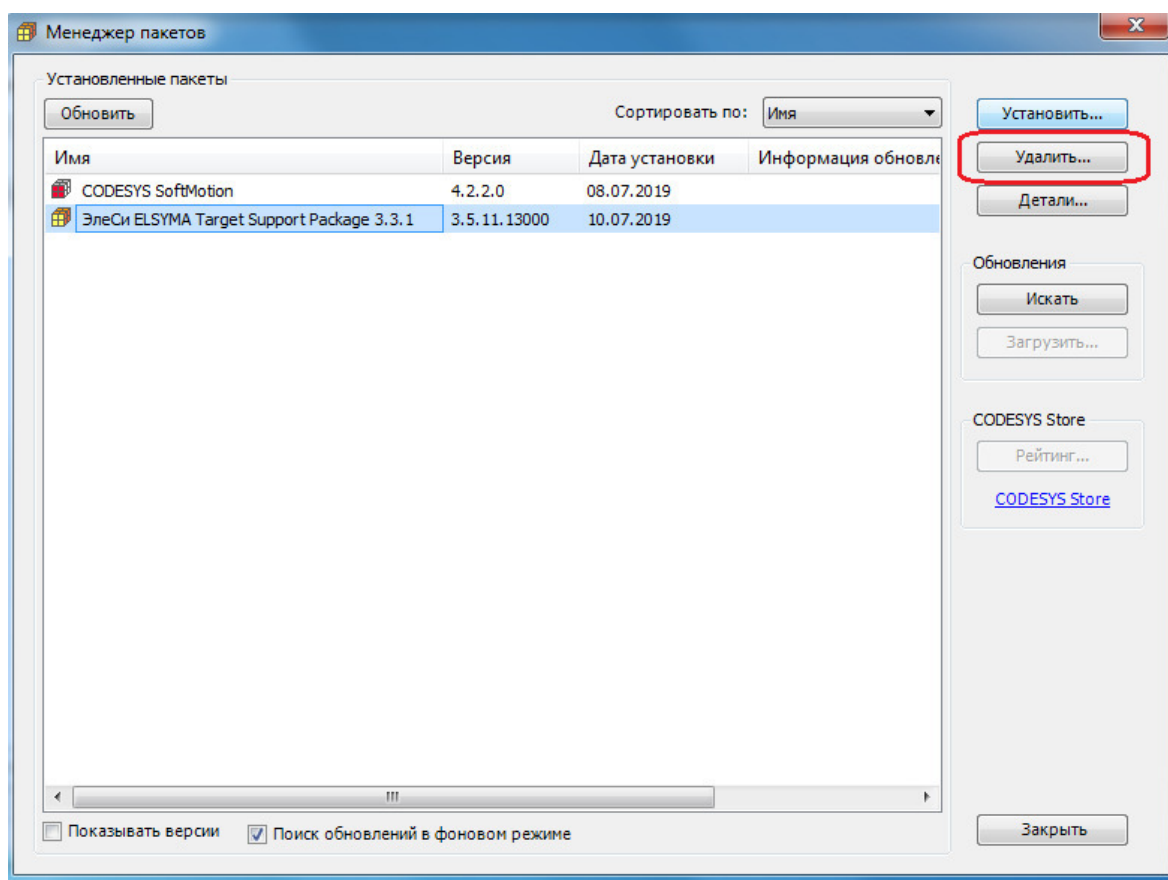 Менеджер пакетов
Установленные пакеты
Обновить
Сортировать по: Имя
Установить...
Имя Версия Дата установки Информация обновле
Удалить...
CODESYS SoftMotion 4.2.2.0 08.07.2019
Детали...
ЭлеСи ELSYMA Target Support Package 3.3.1 3.5.11.13000 10.07.2019
Обновления
Искать
Загрузить...
CODESYS Store
Рейтинг...
CODESYS Store
Показывать версии
Поиск обновлений в фоновом режиме
Закрыть